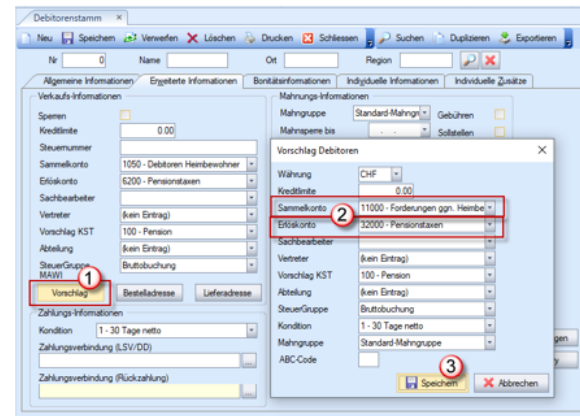 Debitorenstamm ×
Neu Speichern Verwerfen Löschen Drucken Schliessen Suchen Duplizieren Exportieren
Nr 0 Name Ort Region
Allgemeine Informationen Erweiterte Informationen Bonitätsinformationen Individuelle Informationen Individuelle Zusätze
Verkaufs-Informationen
Sperren
Kreditlimite 0.00
Steuernummer
Sammelkonto 1050 - Debitoren Heimbewohner
Erlöskonto 6200 - Pensionstaxen
Sachbearbeiter
Vertreter (kein Eintrag)
Vorschlag KST 100 - Pension
Abteilung (kein Eintrag)
SteuerGruppe Bruttobuchung
MAWI
1
Vorschlag Bestelladresse Lieferadresse
Zahlungs-Informationen
Kondition 1 - 30 Tage netto
Zahlungsverbindung (LSV/DD)
...
Zahlungsverbindung (Rückzahlung)
...
Mahnungs-Informationen
Mahngruppe Standard-Mahngr Gebühren
Mahnsperre bis . . Sollstellen
Vorschlag Debitoren ×
Währung CHF
Kreditlimite 0.00
Sammelkonto 11000 - Forderungen ggn. Heimbe
2
Erlöskonto 32000 - Pensionstaxen
Sachbearbeiter
Vertreter (kein Eintrag)
Vorschlag KST 100 - Pension
Abteilung (kein Eintrag)
SteuerGruppe Bruttobuchung
Kondition 1 - 30 Tage netto
Mahngruppe Standard-Mahngruppe
ABC-Code
3
Speichern Abbrechen
gen
y